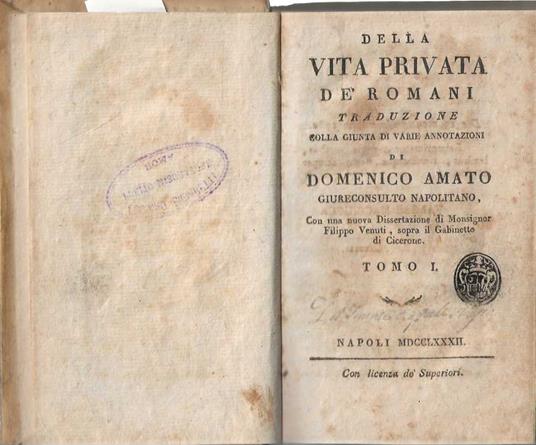 DELLA
VITA PRIVATA
DE' ROMANI
TRADUZIONE
COLLA GIUNTA DI VARIE ANNOTAZIONI
DI
DOMENICO AMATO
GIURECONSULTO NAPOLITANO,
Con una nuova Dissertazione di Monsignor
Filippo Venuti, sopra il Gabinetto
di Cicerone.
TOMO I.
NAPOLI MDCCLXXXII.
Con licenza de' Superiori.